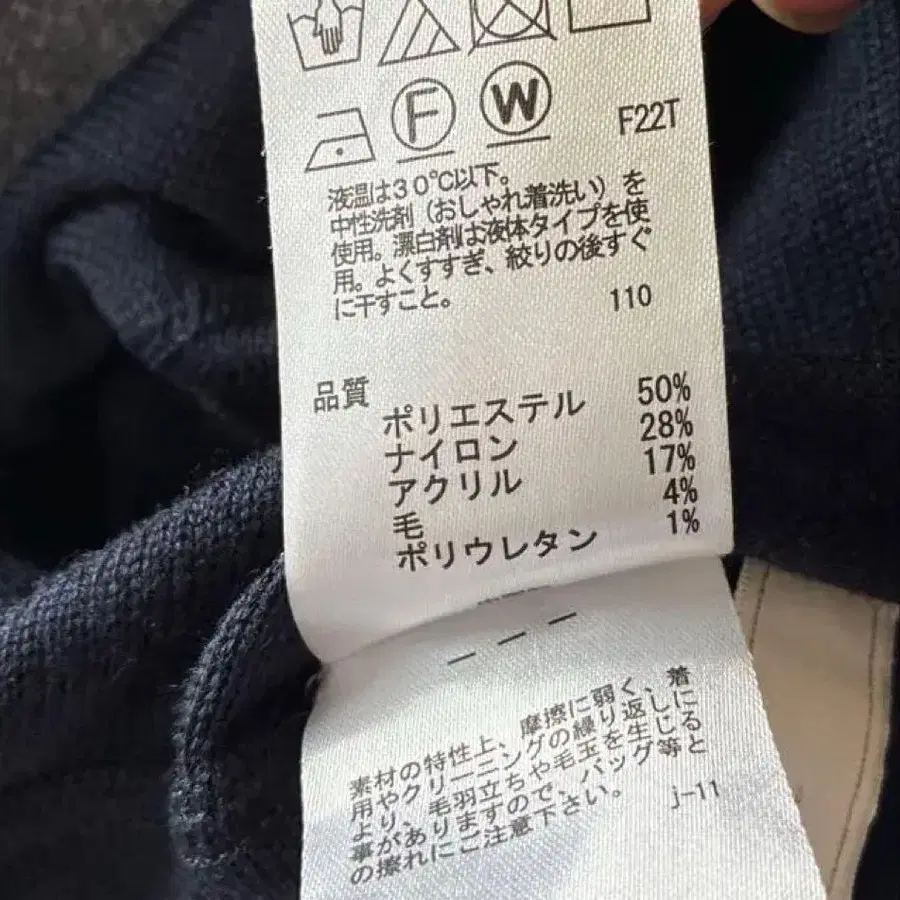 F W F22T
液温は30℃以下。
中性洗剤（おしゃれ着洗い）を
使用。漂白剤は液体タイプを使
用。よくすすぎ、絞りの後すぐ
に干すこと。 110
品質
ポリエステル 50%
ナイロン 28%
アクリル 17%
毛 4%
ポリウレタン 1%
素材の特性上、摩擦に弱く、着
用やクリーニングの繰り返しに
より、毛羽立ちや毛玉を生じる
事がありますので、バッグ等と
の擦れにご注意下さい。 j-11